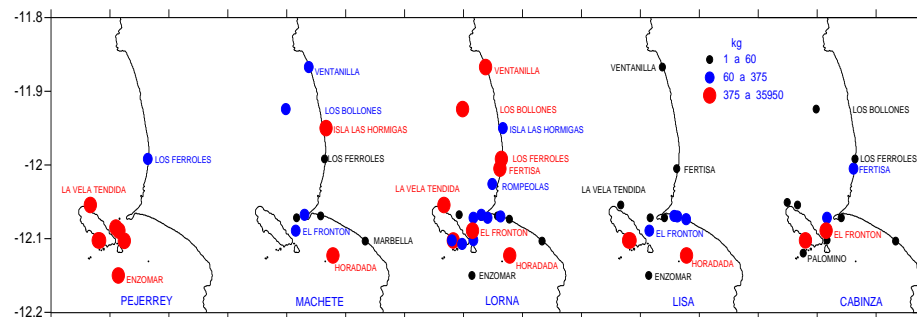 -11.8
-11.9
-12
-12.1
-12.2
LOS FERROLES
LA VELA TENDIDA
ENZOMAR
PEJERREY
VENTANILLA
LOS BOLLONES
ISLA LAS HORMIGAS
LOS FERROLES
EL FRONTON
MARBELLA
HORADADA
MACHETE
VENTANILLA
LOS BOLLONES
ISLA LAS HORMIGAS
LOS FERROLES
FERTISA
ROMPEOLAS
LA VELA TENDIDA
EL FRONTON
HORADADA
ENZOMAR
LORNA
VENTANILLA
FERTISA
LA VELA TENDIDA
EL FRONTON
HORADADA
ENZOMAR
LISA
kg
1 a 60
60 a 375
375 a 35950
LOS BOLLONES
LOS FERROLES
FERTISA
EL FRONTON
PALOMINO
CABINZA